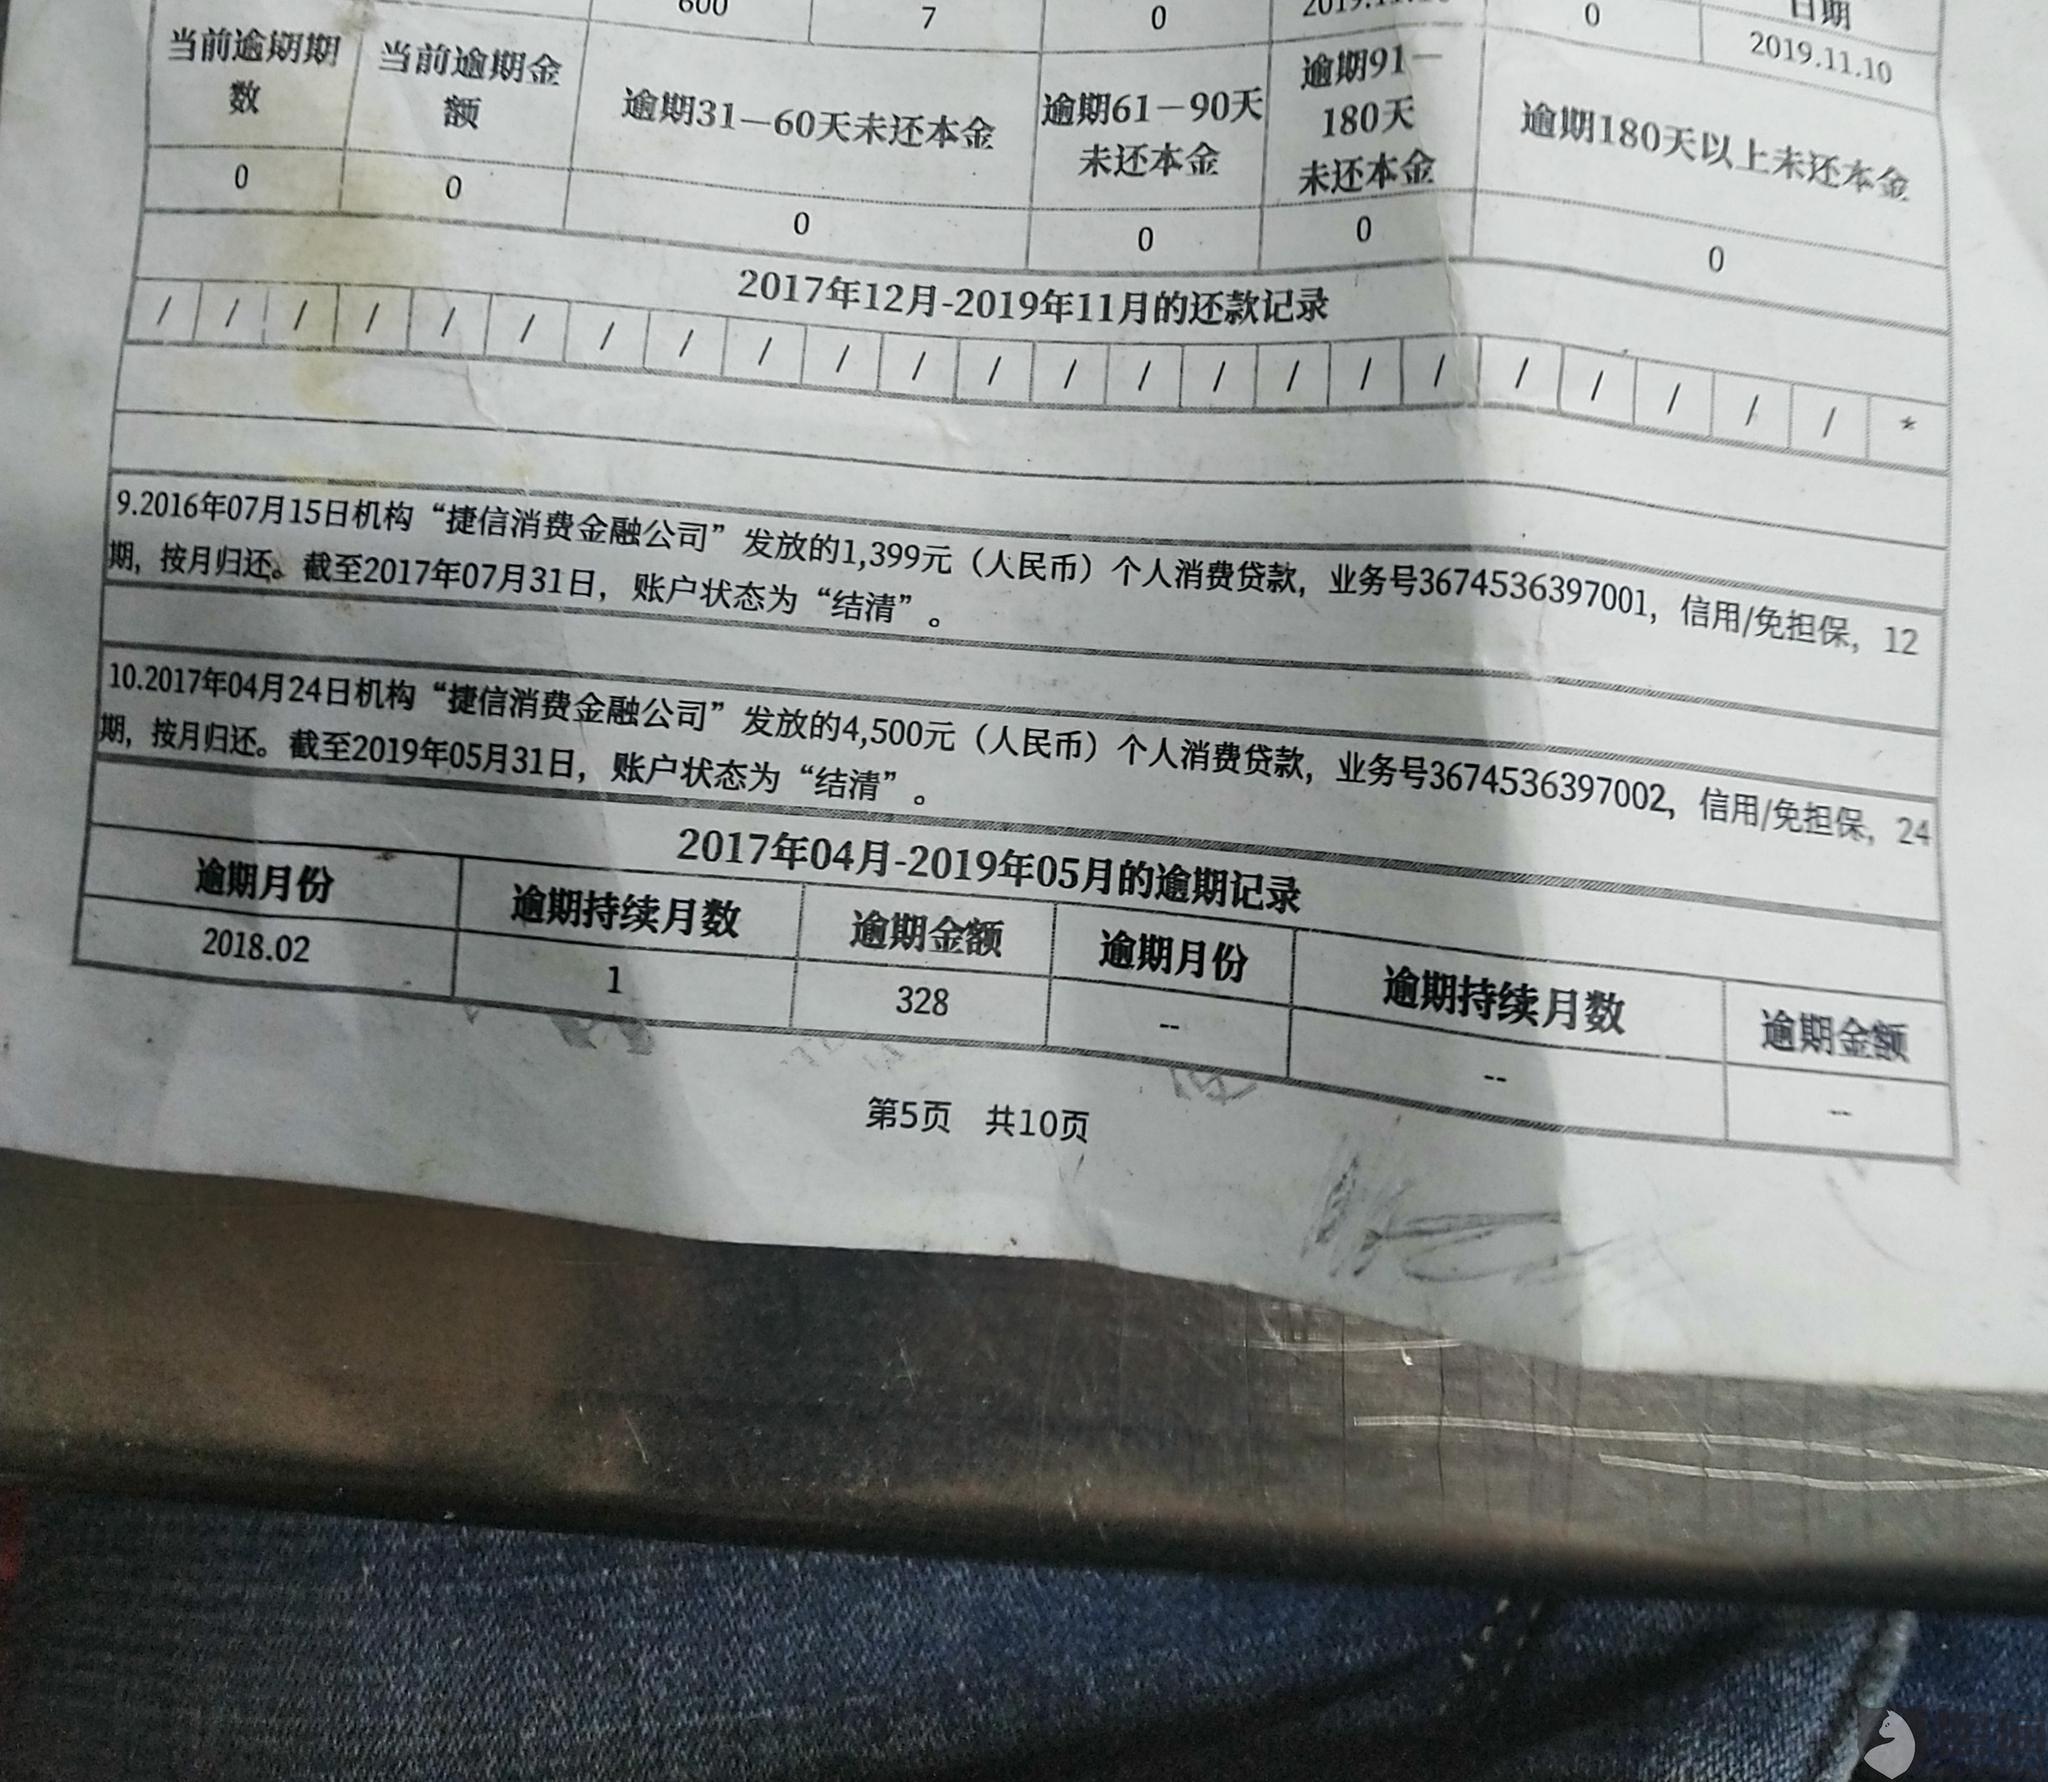 600 7 0 0 日期
2019.11.10
当前逾期期数 当前逾期金额 逾期31－60天未还本金 逾期61－90天未还本金 逾期91－180天未还本金 逾期180天以上未还本金
0 0 0 0 0 0
2017年12月-2019年11月的还款记录
/ / / / / / / / / / / / / / / / / / / / / / / *
9.2016年07月15日机构“捷信消费金融公司”发放的1,399元（人民币）个人消费贷款，业务号3674536397001，信用/免担保，12
期，按月归还。截至2017年07月31日，账户状态为“结清”。
10.2017年04月24日机构“捷信消费金融公司”发放的4,500元（人民币）个人消费贷款，业务号3674536397002，信用/免担保，24
期，按月归还。截至2019年05月31日，账户状态为“结清”。
2017年04月-2019年05月的逾期记录
逾期月份 逾期持续月数 逾期金额 逾期月份 逾期持续月数 逾期金额
2018.02 1 328 -- -- --
第5页 共10页